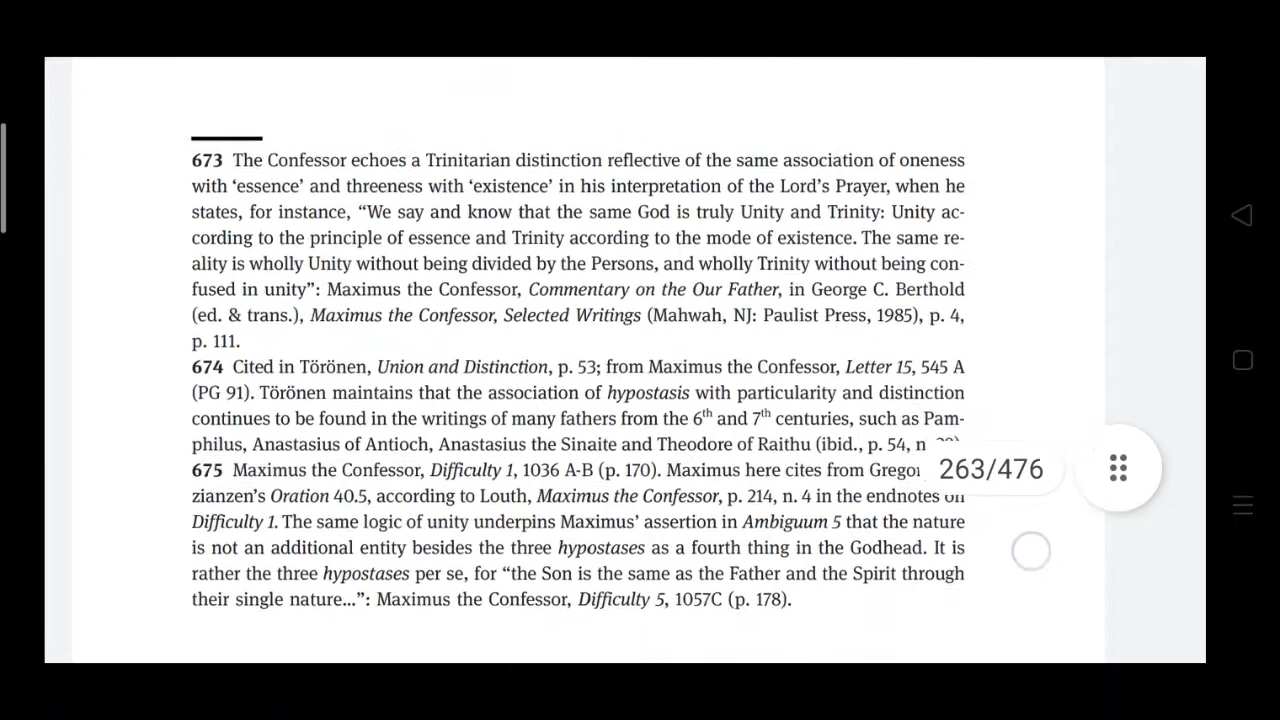 673 The Confessor echoes a Trinitarian distinction reflective of the same association of oneness
with ‘essence’ and threeness with ‘existence’ in his interpretation of the Lord’s Prayer, when he
states, for instance, “We say and know that the same God is truly Unity and Trinity: Unity ac-
cording to the principle of essence and Trinity according to the mode of existence. The same re-
ality is wholly Unity without being divided by the Persons, and wholly Trinity without being con-
fused in unity”: Maximus the Confessor, Commentary on the Our Father, in George C. Berthold
(ed. & trans.), Maximus the Confessor, Selected Writings (Mahwah, NJ: Paulist Press, 1985), p. 4,
p. 111.
674 Cited in Törönen, Union and Distinction, p. 53; from Maximus the Confessor, Letter 15, 545 A
(PG 91). Törönen maintains that the association of hypostasis with particularity and distinction
continues to be found in the writings of many fathers from the 6th and 7th centuries, such as Pam-
philus, Anastasius of Antioch, Anastasius the Sinaite and Theodore of Raithu (ibid., p. 54, n
675 Maximus the Confessor, Difficulty 1, 1036 A-B (p. 170). Maximus here cites from Gregor
263/476
zianzen’s Oration 40.5, according to Louth, Maximus the Confessor, p. 214, n. 4 in the endnotes on
Difficulty 1. The same logic of unity underpins Maximus’ assertion in Ambiguum 5 that the nature
is not an additional entity besides the three hypostases as a fourth thing in the Godhead. It is
rather the three hypostases per se, for “the Son is the same as the Father and the Spirit through
their single nature...”: Maximus the Confessor, Difficulty 5, 1057C (p. 178).